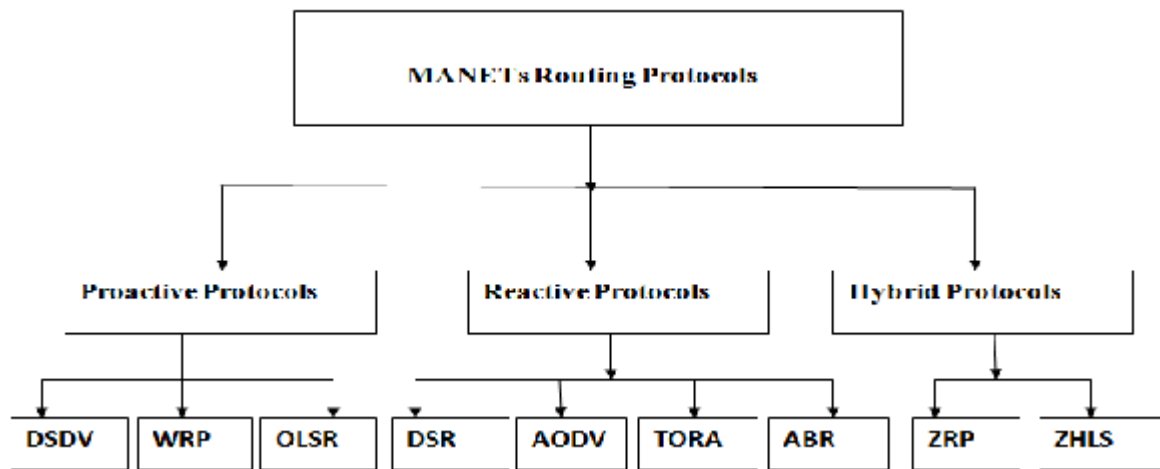 MANETs Routing Protocols
Proactive Protocols
Reactive Protocols
Hybrid Protocols
DSDV
WRP
OLSR
DSR
AODV
TORA
ABR
ZRP
ZHLS